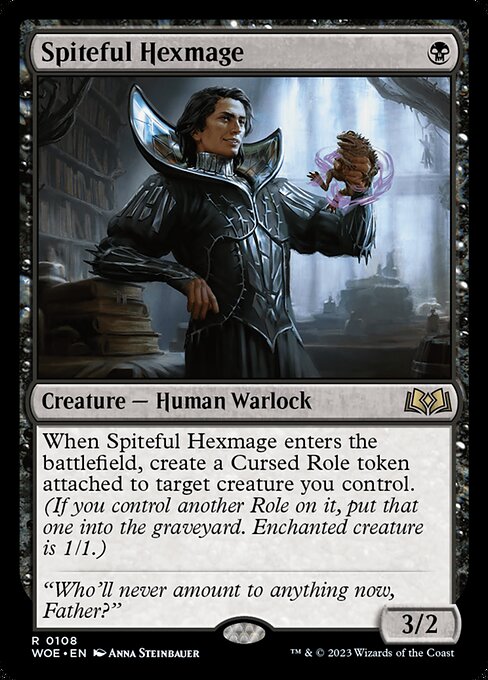 Spiteful Hexmage
Creature — Human Warlock
When Spiteful Hexmage enters the
battlefield, create a Cursed Role token
attached to target creature you control.
(If you control another Role on it, put that
one into the graveyard. Enchanted creature
is 1/1.)
“Who’ll never amount to anything now,
Father?”
3/2
R 0108
WOE • EN Anna Steinbauer
™ & © 2023 Wizards of the Coast